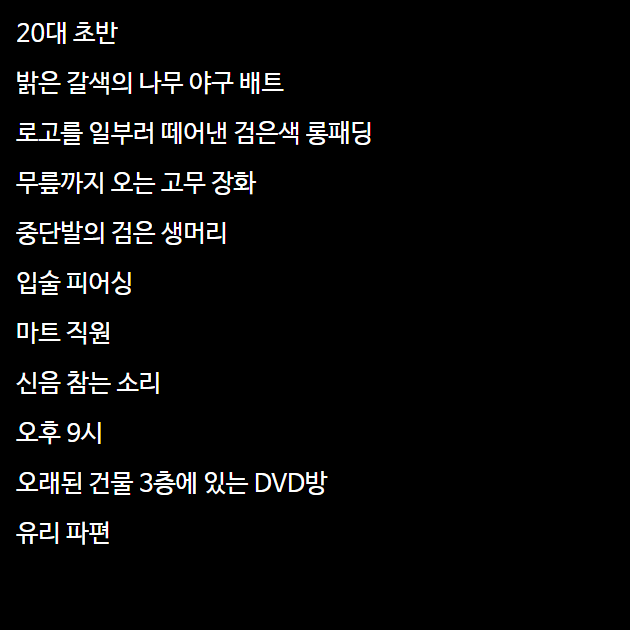 20대 초반
밝은 갈색의 나무 야구 배트
로고를 일부러 떼어낸 검은색 롱패딩
무릎까지 오는 고무 장화
중단발의 검은 생머리
입술 피어싱
마트 직원
신음 참는 소리
오후 9시
오래된 건물 3층에 있는 DVD방
유리 파편